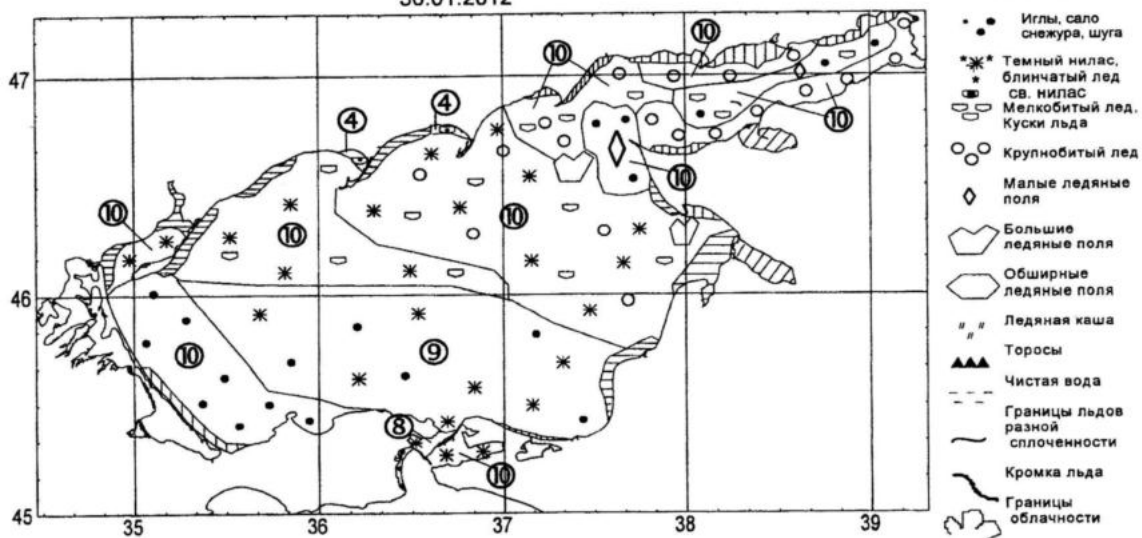 30.01.2012
47
46
45
35
36
37
38
39
④
④
⑩
⑩
⑩
⑩
⑩
⑩
⑩
⑩
⑩
⑨
⑧
⑩
Иглы, сало
снежура, шуга
Темный нилас,
блинчатый лед
св. нилас
Мелкобитый лед,
Куски льда
Крупнобитый лед
Малые ледяные
поля
Большие
ледяные поля
Обширные
ледяные поля
Ледяная каша
Торосы
Чистая вода
Границы льдов
разной
сплоченности
Кромка льда
Границы
облачности